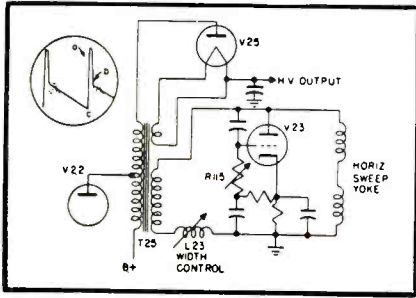 V25
D
C
H V OUTPUT
V23
V22
R115
HORIZ
SWEEP
YOKE
T25
L23
WIDTH
CONTROL
B+